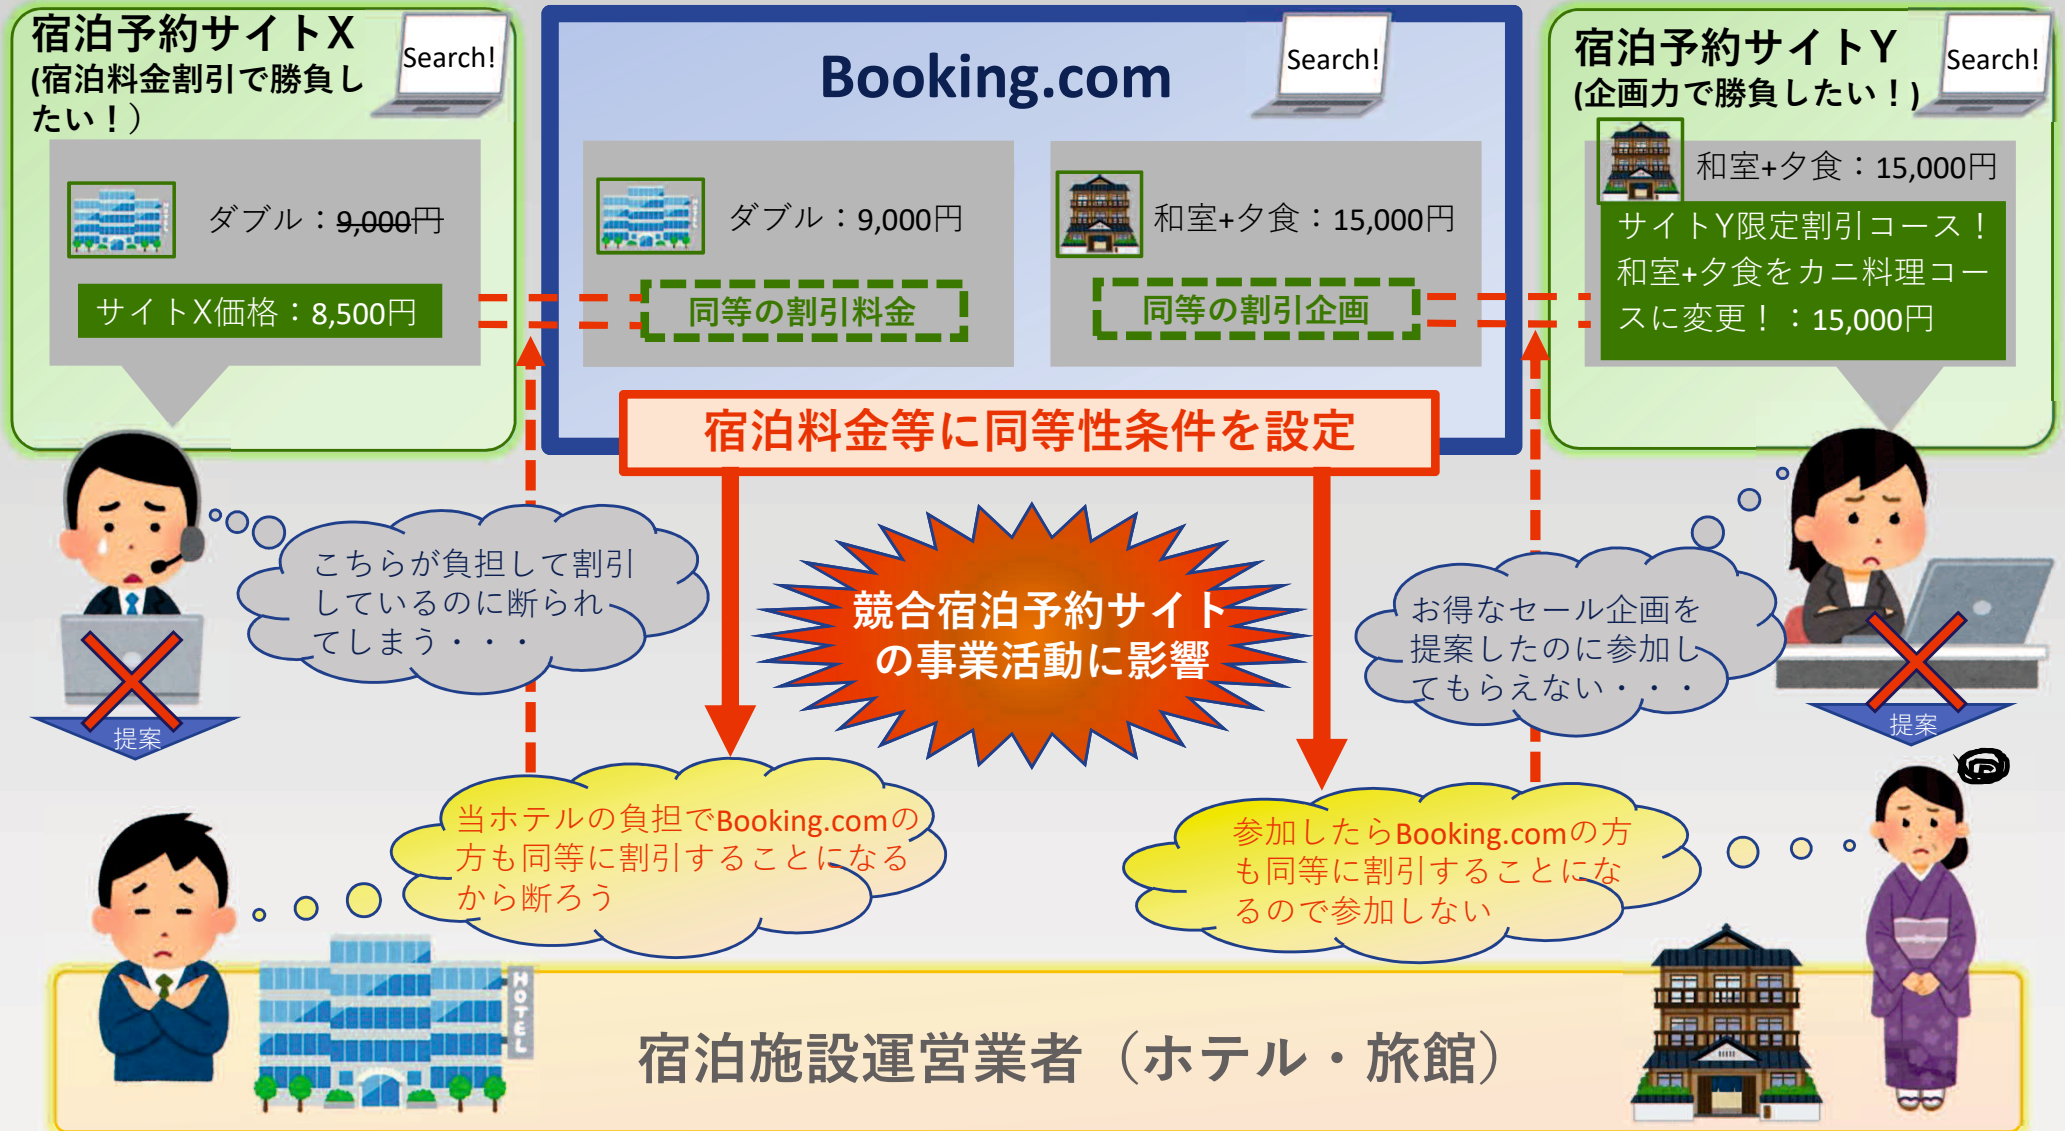 宿泊予約サイトX
(宿泊料金割引で勝負し
たい！）
Search!
ダブル：9,000円
サイトX価格：8,500円
Booking.com
Search!
ダブル：9,000円
同等の割引料金
和室+夕食：15,000円
同等の割引企画
宿泊料金等に同等性条件を設定
宿泊予約サイトY
(企画力で勝負したい！)
Search!
和室+夕食：15,000円
サイトY限定割引コース！
和室+夕食をカニ料理コー
スに変更！：15,000円
こちらが負担して割引
しているのに断られ
てしまう・・・
提案
競合宿泊予約サイト
の事業活動に影響
お得なセール企画を
提案したのに参加し
てもらえない・・・
提案
当ホテルの負担でBooking.comの
方も同等に割引することになる
から断ろう
参加したらBooking.comの方
も同等に割引することにな
るので参加しない
HOTEL
宿泊施設運営業者（ホテル・旅館）